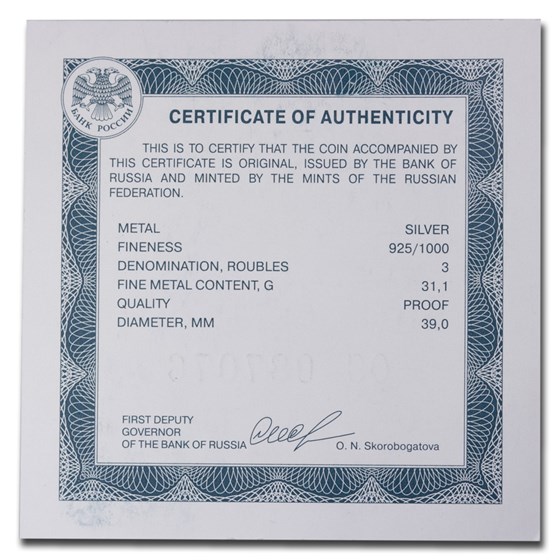 БАНК РОССИИ
CERTIFICATE OF AUTHENTICITY
THIS IS TO CERTIFY THAT THE COIN ACCOMPANIED BY
THIS CERTIFICATE IS ORIGINAL, ISSUED BY THE BANK OF
RUSSIA AND MINTED BY THE MINTS OF THE RUSSIAN
FEDERATION.
METAL SILVER
FINENESS 925/1000
DENOMINATION, ROUBLES 3
FINE METAL CONTENT, G 31,1
QUALITY PROOF
DIAMETER, MM 39,0
FIRST DEPUTY
GOVERNOR
OF THE BANK OF RUSSIA O. N. Skorobogatova